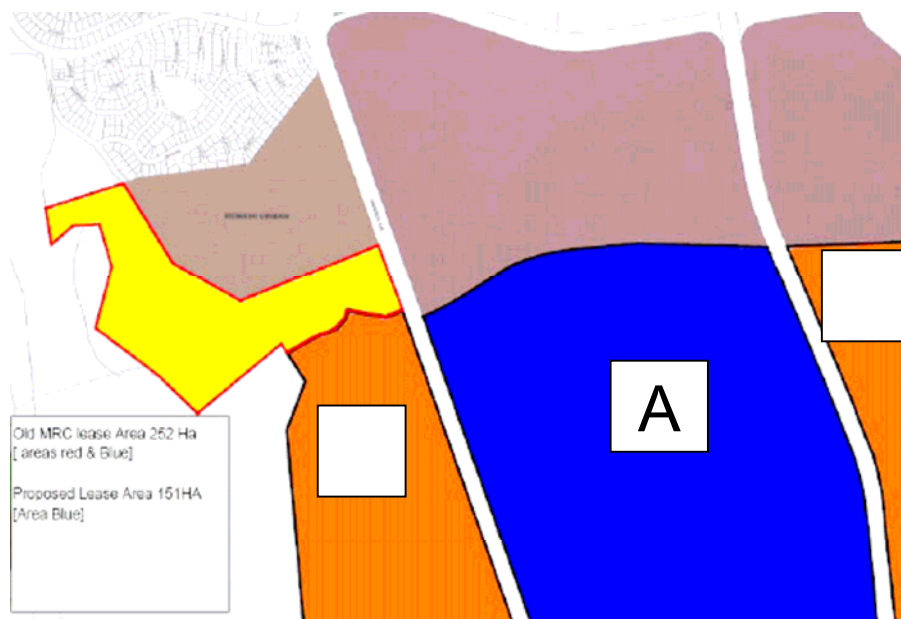 A
Old MRC lease Area 252 Ha
[ areas red & Blue]
Proposed Lease Area 151HA
[Area Blue]